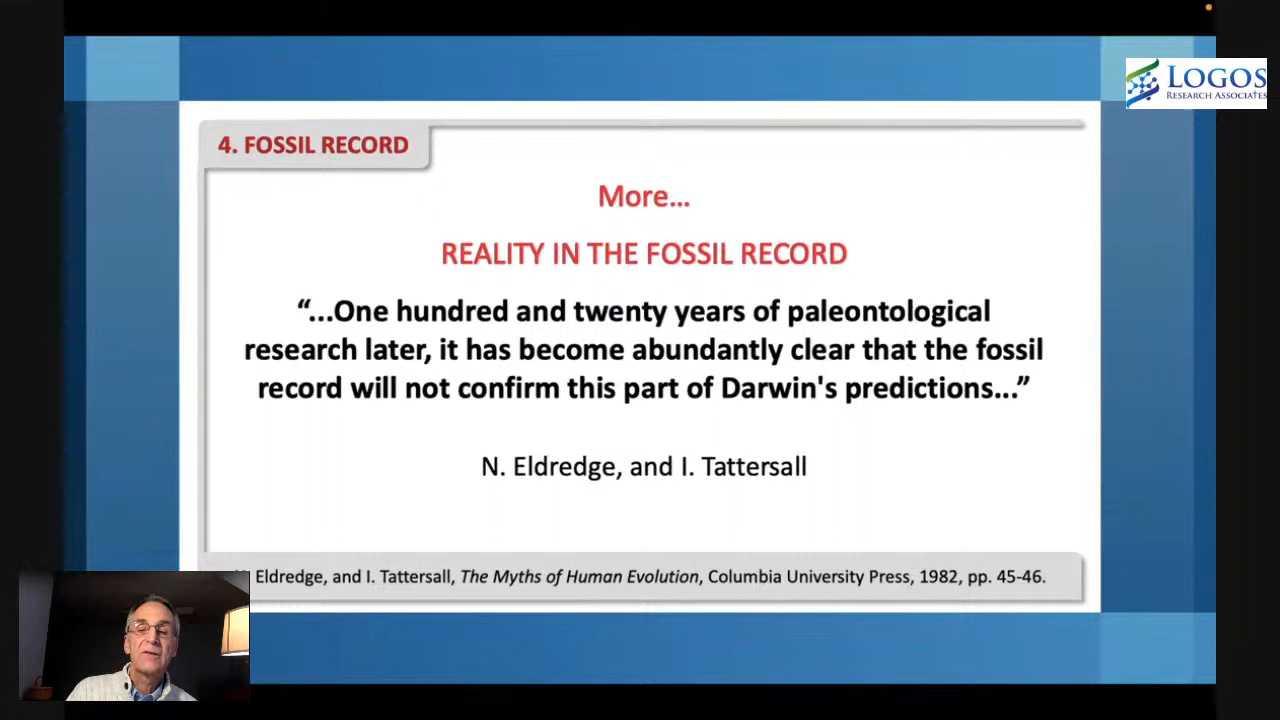 LOGOS
RESEARCH ASSOCIATES
4. FOSSIL RECORD
More...
REALITY IN THE FOSSIL RECORD
“...One hundred and twenty years of paleontological
research later, it has become abundantly clear that the fossil
record will not confirm this part of Darwin's predictions...”
N. Eldredge, and I. Tattersall
Eldredge, and I. Tattersall, The Myths of Human Evolution, Columbia University Press, 1982, pp. 45-46.